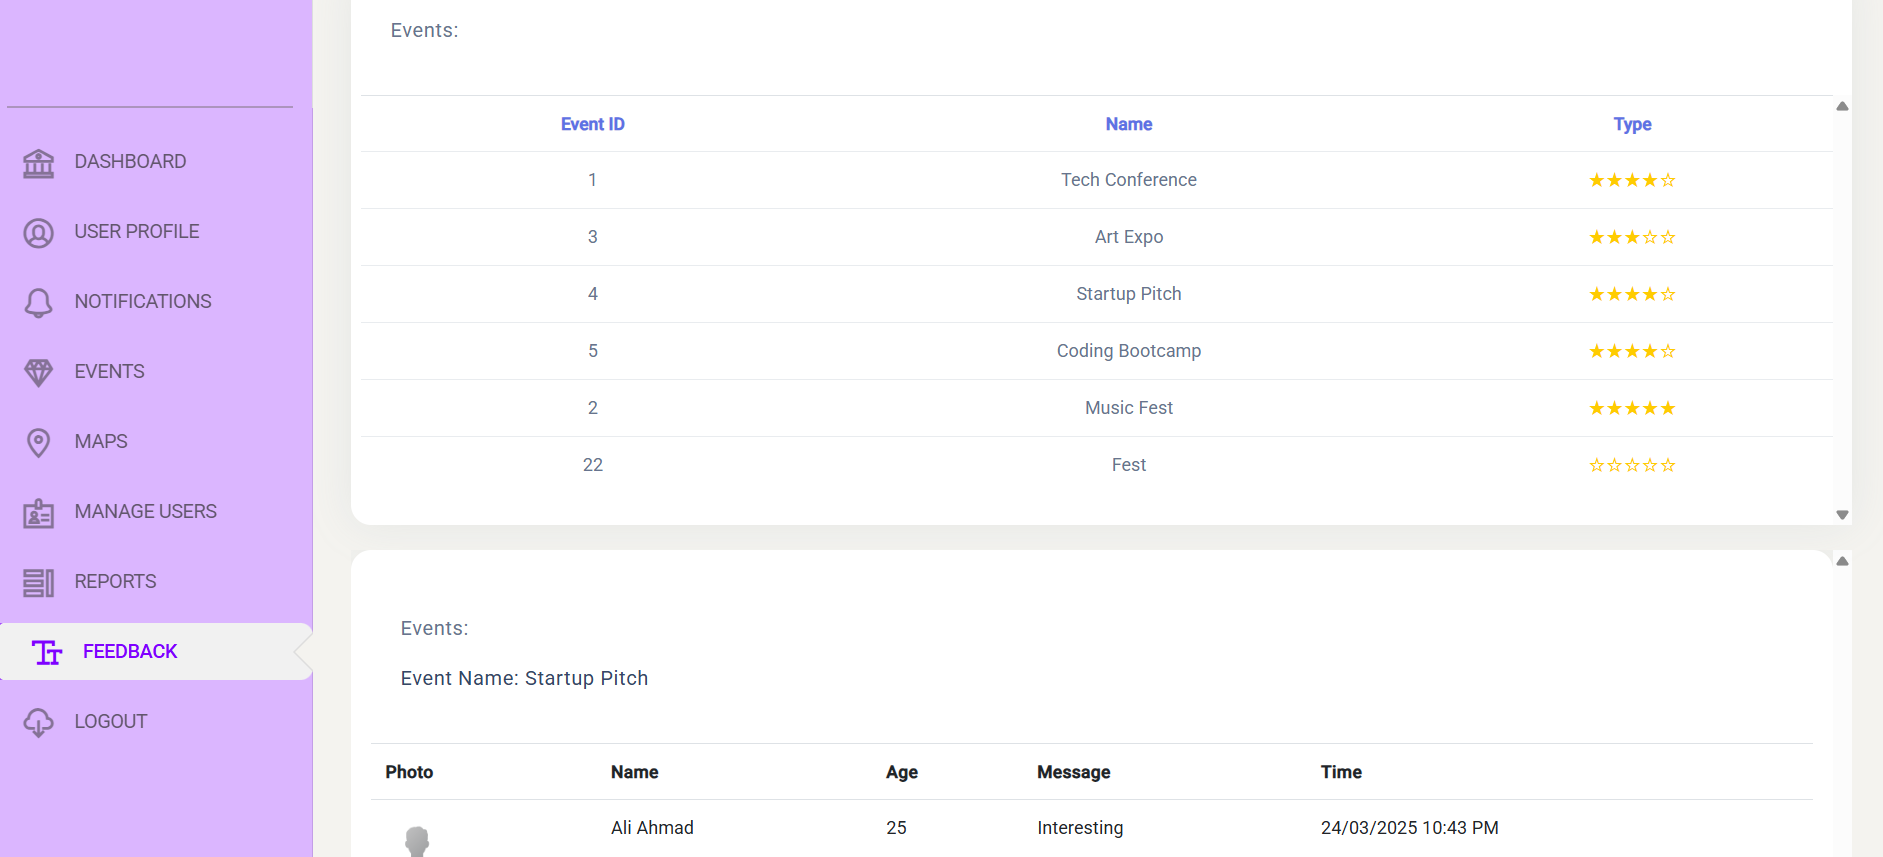 DASHBOARD
USER PROFILE
NOTIFICATIONS
EVENTS
MAPS
MANAGE USERS
REPORTS
FEEDBACK
LOGOUT
Events:
Event ID Name Type
1 Tech Conference ★★★★☆
3 Art Expo ★★★☆☆
4 Startup Pitch ★★★★☆
5 Coding Bootcamp ★★★★☆
2 Music Fest ★★★★★
22 Fest ☆☆☆☆☆
Events:
Event Name: Startup Pitch
Photo Name Age Message Time
Ali Ahmad 25 Interesting 24/03/2025 10:43 PM